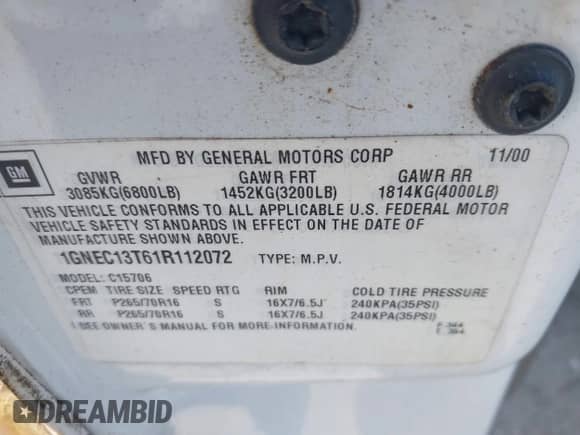 MFD BY GENERAL MOTORS CORP 11/00
GM
GVWR GAWR FRT GAWR RR
3085KG(6800LB) 1452KG(3200LB) 1814KG(4000LB)
THIS VEHICLE CONFORMS TO ALL APPLICABLE U.S. FEDERAL MOTOR
VEHICLE SAFETY STANDARDS IN EFFECT ON THE DATE OF
MANUFACTURE SHOWN ABOVE.
1GNEC13T61R112072 TYPE: M.P.V.
MODEL: C15706
TIRE SIZE SPEED RTG RIM COLD TIRE PRESSURE
FRT P265/70R16 S 16X7/6.5J 240KPA(35PSI)
RR P265/70R16 S 16X7/6.5J 240KPA(35PSI)
SEE OWNER'S MANUAL FOR MORE INFORMATION.
DREAMBID